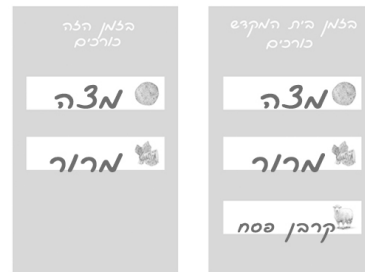 בזמן בית המקדש
כורכים
מצה
מרור
קרבן פסח
בזמן הזה
כורכים
מצה
מרור